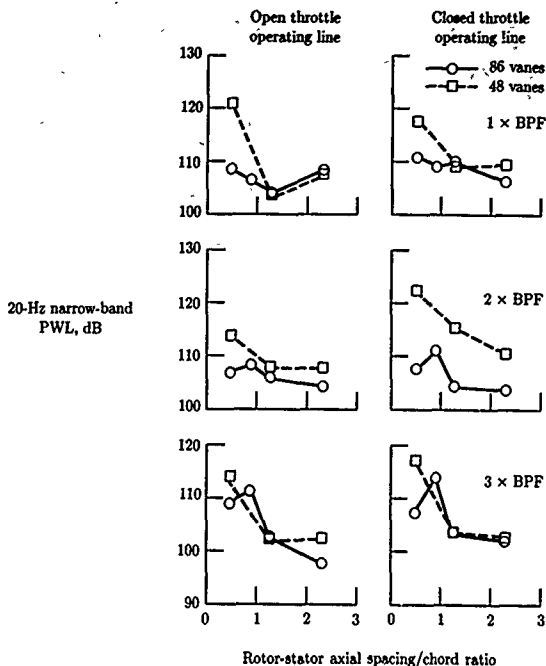 Open throttle
operating line
Closed throttle
operating line
86 vanes
48 vanes
130
120
110
100
1 × BPF
20-Hz narrow-band
PWL, dB
130
120
110
100
2 × BPF
120
110
100
90
3 × BPF
0 1 2 3
0 1 2 3
Rotor-stator axial spacing/chord ratio